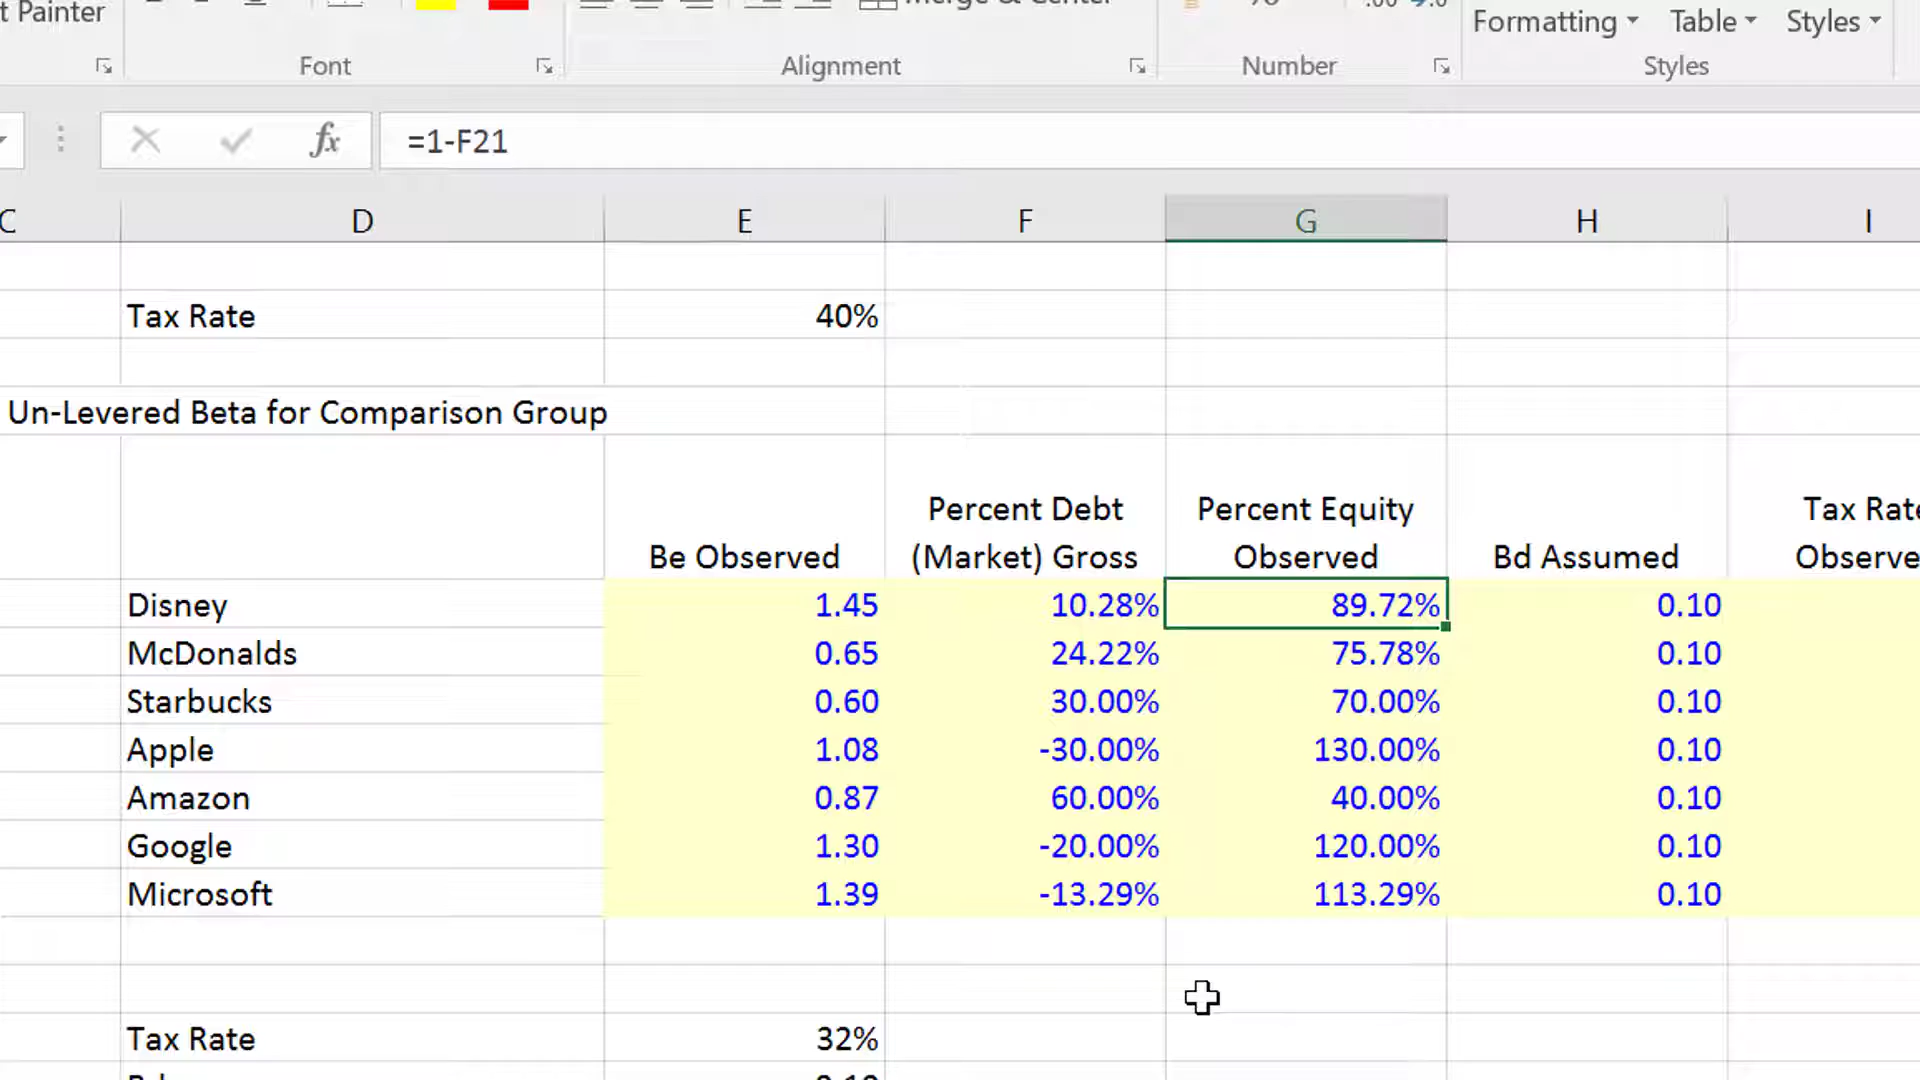 t Painter
Merge & Center
Formatting
Table
Styles
Font
Alignment
Number
Styles
fx
=1-F21
C D E F G H I
Tax Rate 40%
Un-Levered Beta for Comparison Group
Percent Debt Percent Equity Tax Rate
Be Observed (Market) Gross Observed Bd Assumed Observe
Disney 1.45 10.28% 89.72% 0.10
McDonalds 0.65 24.22% 75.78% 0.10
Starbucks 0.60 30.00% 70.00% 0.10
Apple 1.08 -30.00% 130.00% 0.10
Amazon 0.87 60.00% 40.00% 0.10
Google 1.30 -20.00% 120.00% 0.10
Microsoft 1.39 -13.29% 113.29% 0.10
Tax Rate 32%